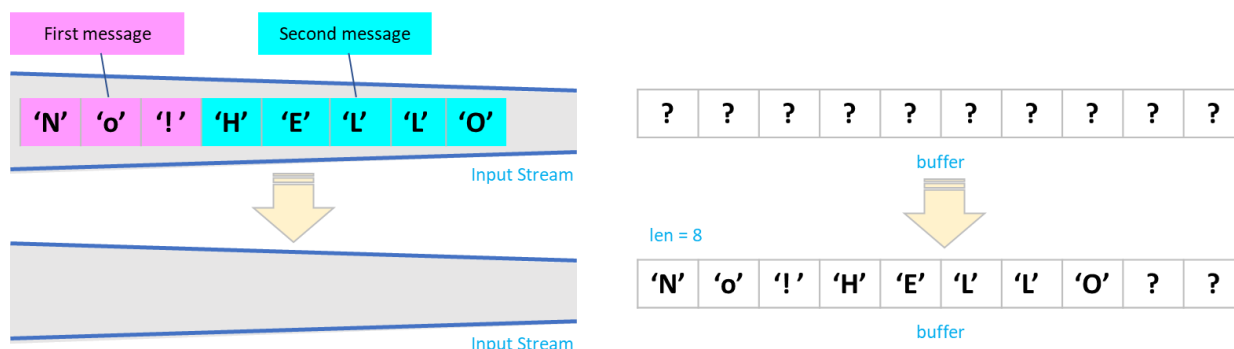 First message
Second message
‘N’ ‘o’ ‘!’ ‘H’ ‘E’ ‘L’ ‘L’ ‘O’
Input Stream
? ? ? ? ? ? ? ? ? ?
buffer
Input Stream
len = 8
‘N’ ‘o’ ‘!’ ‘H’ ‘E’ ‘L’ ‘L’ ‘O’ ? ?
buffer